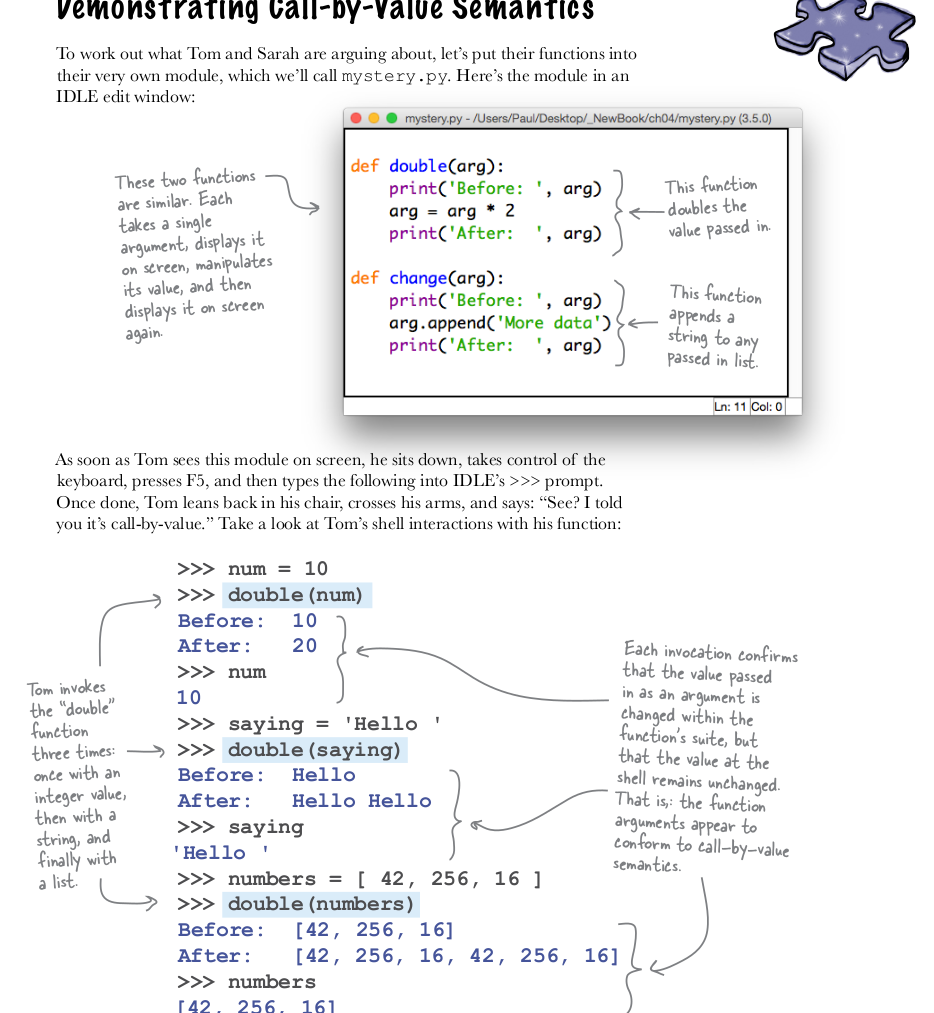 Demonstrating Call-by-Value Semantics
To work out what Tom and Sarah are arguing about, let’s put their functions into
their very own module, which we’ll call mystery.py. Here’s the module in an
IDLE edit window:
mystery.py - /Users/Paul/Desktop/_NewBook/ch04/mystery.py (3.5.0)
These two functions
are similar. Each
takes a single
argument, displays it
on screen, manipulates
its value, and then
displays it on screen
again.
def double(arg):
    print('Before: ', arg)
    arg = arg * 2
    print('After:  ', arg)
This function
doubles the
value passed in.
def change(arg):
    print('Before: ', arg)
    arg.append('More data')
    print('After:  ', arg)
This function
appends a
string to any
passed in list.
Ln: 11 Col: 0
As soon as Tom sees this module on screen, he sits down, takes control of the
keyboard, presses F5, and then types the following into IDLE’s >>> prompt.
Once done, Tom leans back in his chair, crosses his arms, and says: “See? I told
you it’s call-by-value.” Take a look at Tom’s shell interactions with his function:
>>> num = 10
>>> double(num)
Before:  10
After:   20
>>> num
10
>>> saying = 'Hello '
>>> double(saying)
Before:  Hello
After:   Hello Hello
>>> saying
'Hello '
>>> numbers = [ 42, 256, 16 ]
>>> double(numbers)
Before:  [42, 256, 16]
After:   [42, 256, 16, 42, 256, 16]
>>> numbers
[42, 256, 16]
Tom invokes
the “double”
function
three times:
once with an
integer value,
then with a
string, and
finally with
a list.
Each invocation confirms
that the value passed
in as an argument is
changed within the
function’s suite, but
that the value at the
shell remains unchanged.
That is,: the function
arguments appear to
conform to call-by-value
semantics.